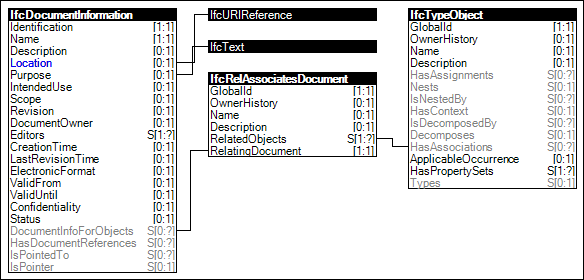 IfcDocumentInformation
Identification [1:1]
Name [1:1]
Description [0:1]
Location [0:1]
Purpose [0:1]
IntendedUse [0:1]
Scope [0:1]
Revision [0:1]
DocumentOwner [0:1]
Editors S[1:?]
CreationTime [0:1]
LastRevisionTime [0:1]
ElectronicFormat [0:1]
ValidFrom [0:1]
ValidUntil [0:1]
Confidentiality [0:1]
Status [0:1]
DocumentInfoForObjects S[0:?]
HasDocumentReferences S[0:?]
IsPointedTo S[0:?]
IsPointer S[0:1]
IfcURIReference
IfcText
IfcRelAssociatesDocument
GlobalId [1:1]
OwnerHistory [0:1]
Name [0:1]
Description [0:1]
RelatedObjects S[1:?]
RelatingDocument [1:1]
IfcTypeObject
GlobalId [1:1]
OwnerHistory [0:1]
Name [0:1]
Description [0:1]
HasAssignments S[0:?]
Nests S[0:1]
IsNestedBy S[0:?]
HasContext S[0:1]
IsDecomposedBy S[0:?]
Decomposes S[0:1]
HasAssociations S[0:?]
ApplicableOccurrence [0:1]
HasPropertySets S[1:?]
Types S[0:1]